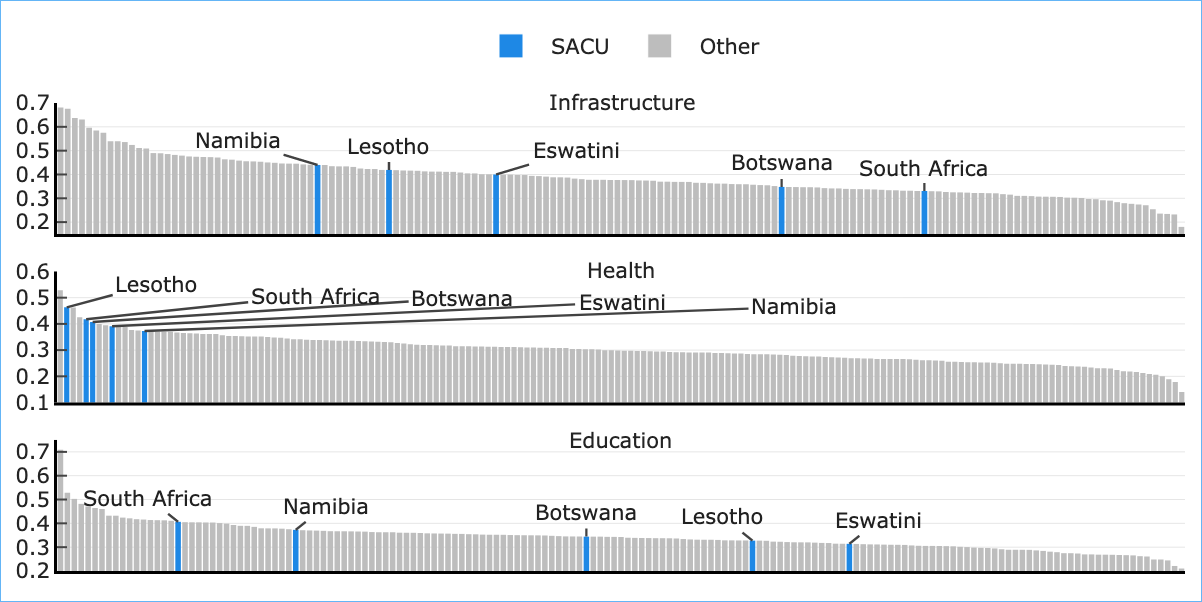 SACU Other
Infrastructure
0.7
0.6
0.5
0.4
0.3
0.2
Namibia
Lesotho
Eswatini
Botswana
South Africa
Health
0.6
0.5
0.4
0.3
0.2
0.1
Lesotho
South Africa
Botswana
Eswatini
Namibia
Education
0.7
0.6
0.5
0.4
0.3
0.2
South Africa
Namibia
Botswana
Lesotho
Eswatini